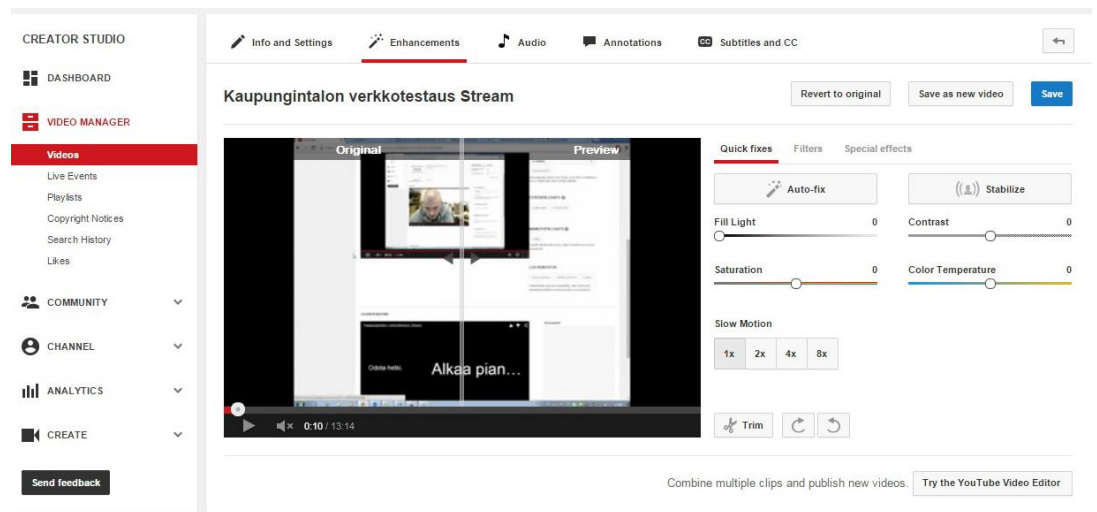 CREATOR STUDIO
DASHBOARD
VIDEO MANAGER
Videos
Live Events
Playlists
Copyright Notices
Search History
Likes
COMMUNITY
CHANNEL
ANALYTICS
CREATE
Send feedback
Info and Settings
Enhancements
Audio
Annotations
CC Subtitles and CC
Kaupungintalon verkkotestaus Stream
Revert to original
Save as new video
Save
Original
Preview
Odota hetki
Alkaa pian...
0:10 / 13:14
Quick fixes
Filters
Special effects
Auto-fix
Stabilize
Fill Light 0
Contrast 0
Saturation 0
Color Temperature 0
Slow Motion
1x 2x 4x 8x
Trim
Combine multiple clips and publish new videos.
Try the YouTube Video Editor